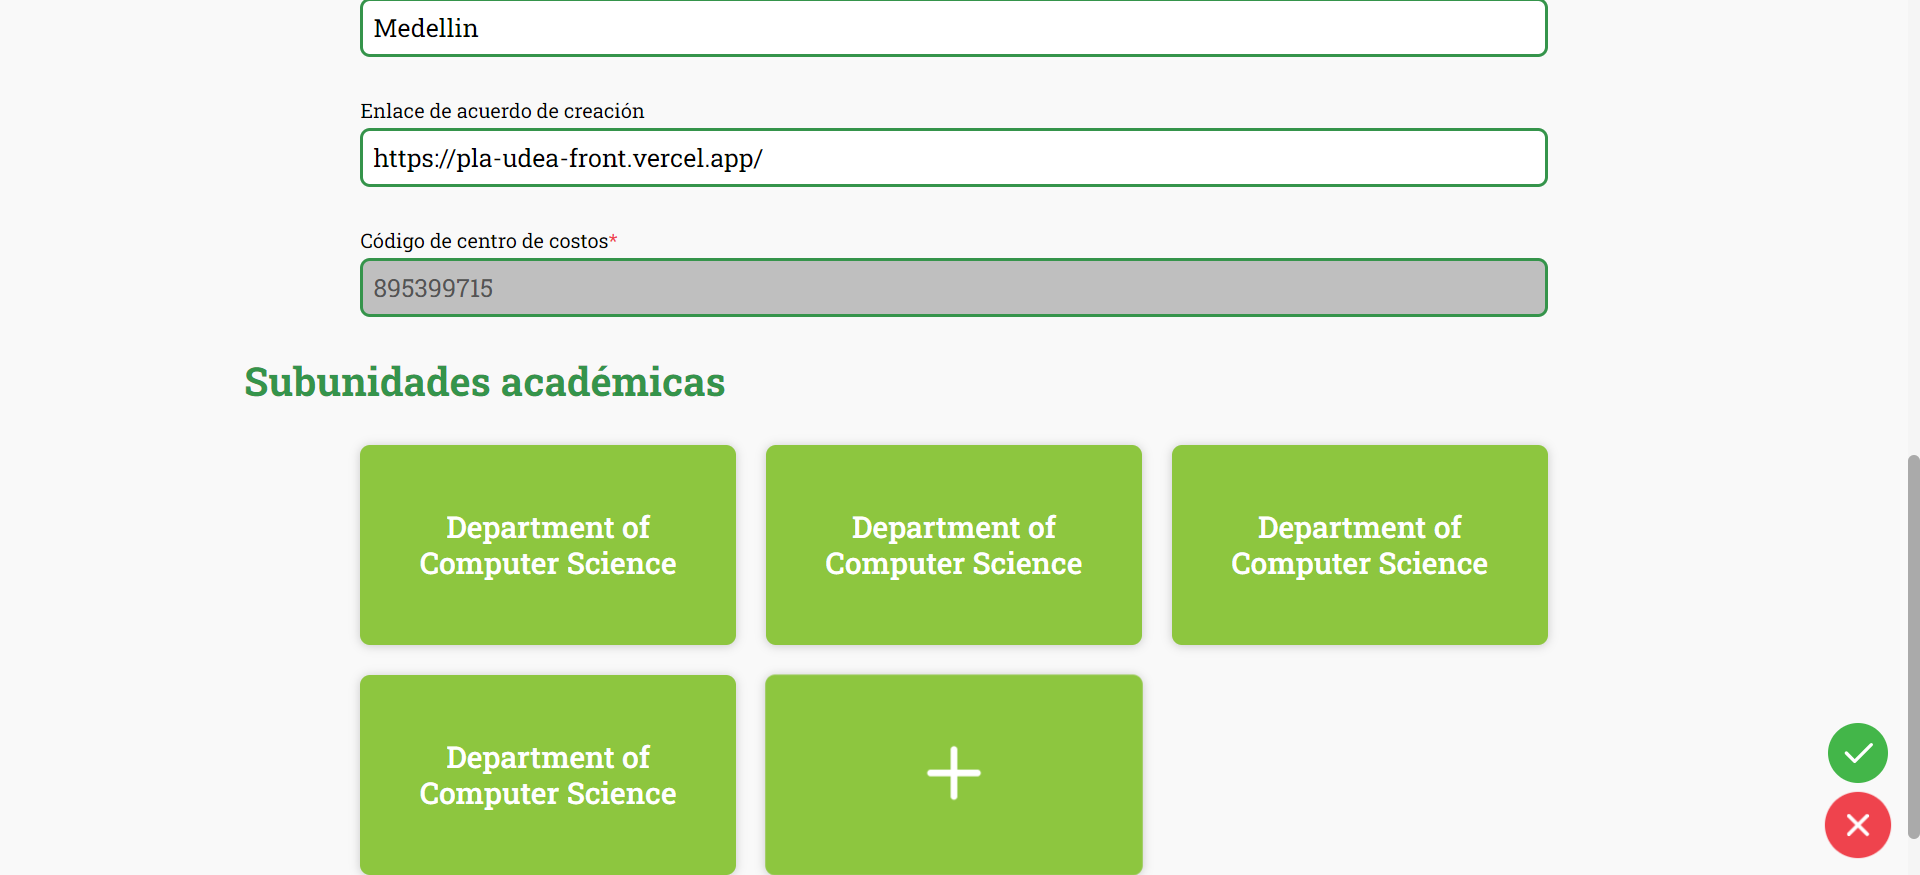 Medellin
Enlace de acuerdo de creación
https://pla-udea-front.vercel.app/
Código de centro de costos*
895399715
Subunidades académicas
Department of
Computer Science
Department of
Computer Science
Department of
Computer Science
Department of
Computer Science